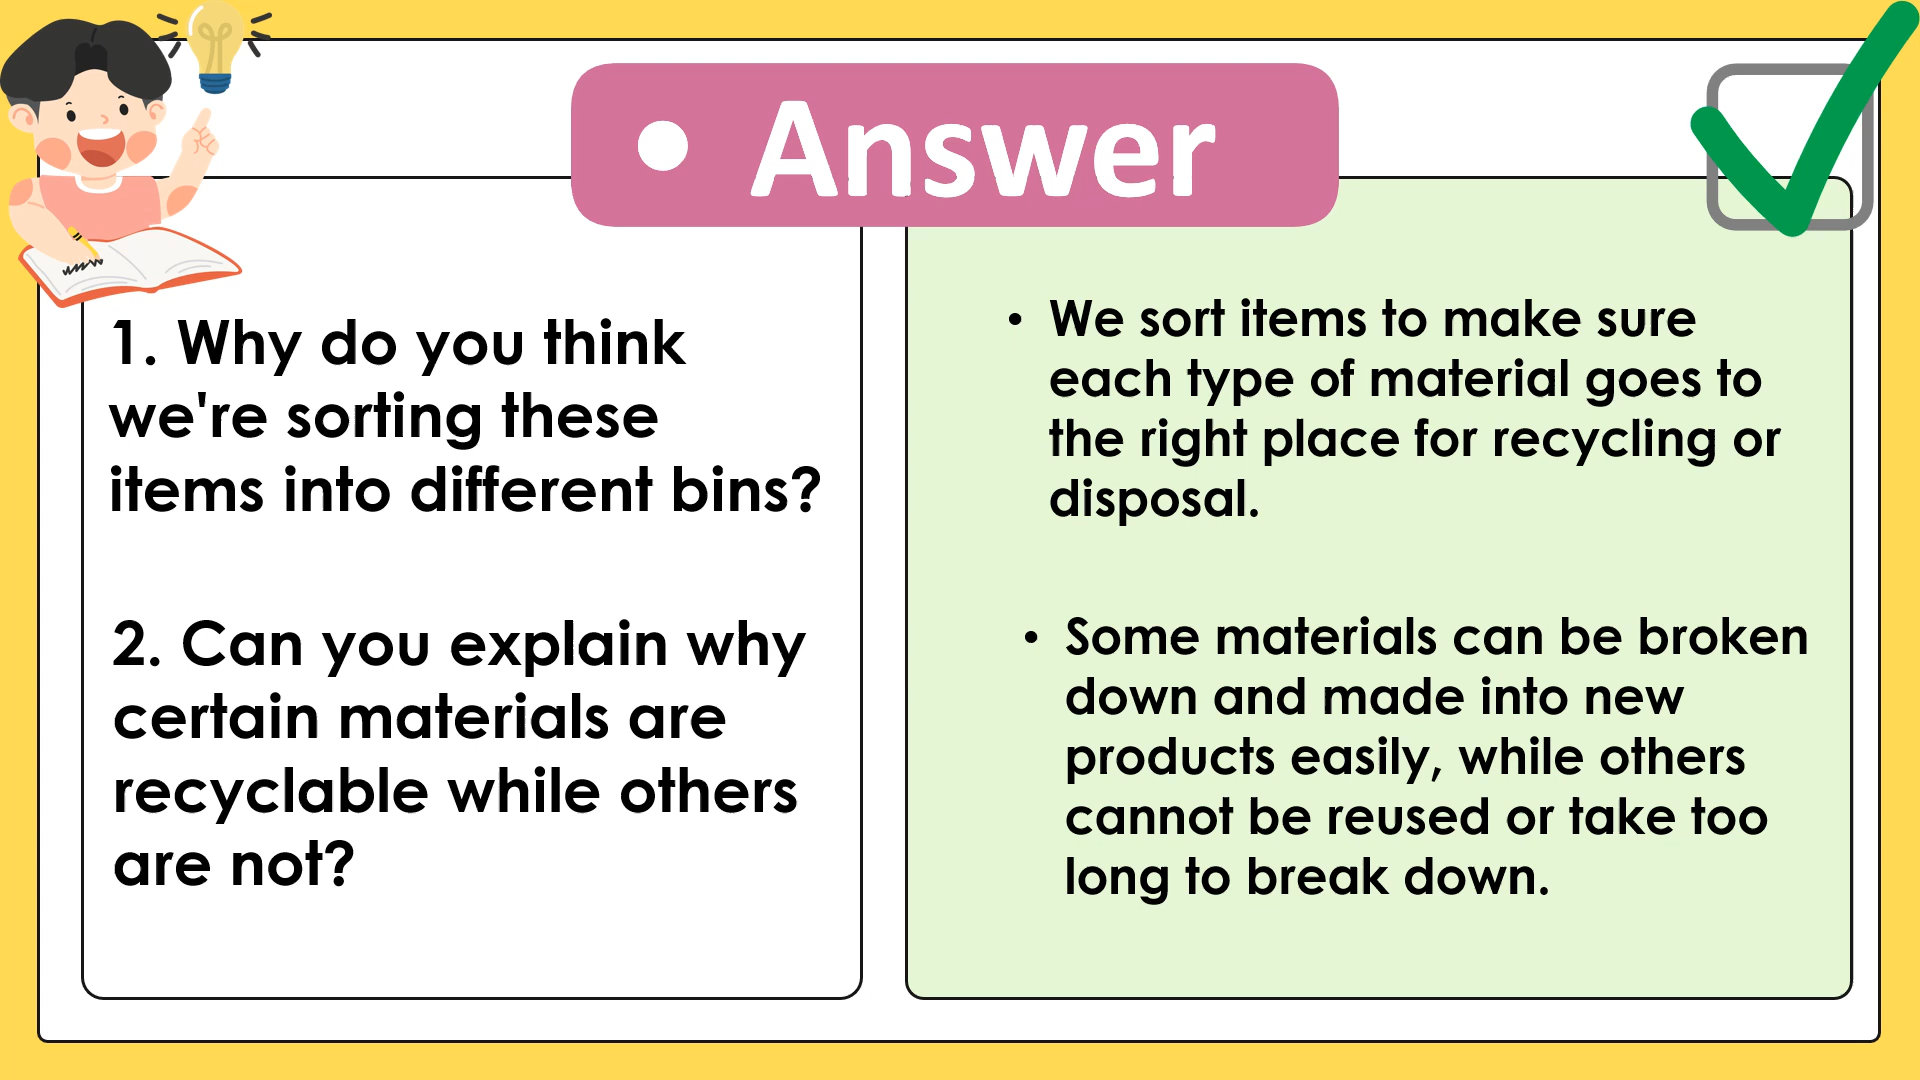 • Answer
1. Why do you think
we're sorting these
items into different bins?
2. Can you explain why
certain materials are
recyclable while others
are not?
• We sort items to make sure
each type of material goes to
the right place for recycling or
disposal.
• Some materials can be broken
down and made into new
products easily, while others
cannot be reused or take too
long to break down.